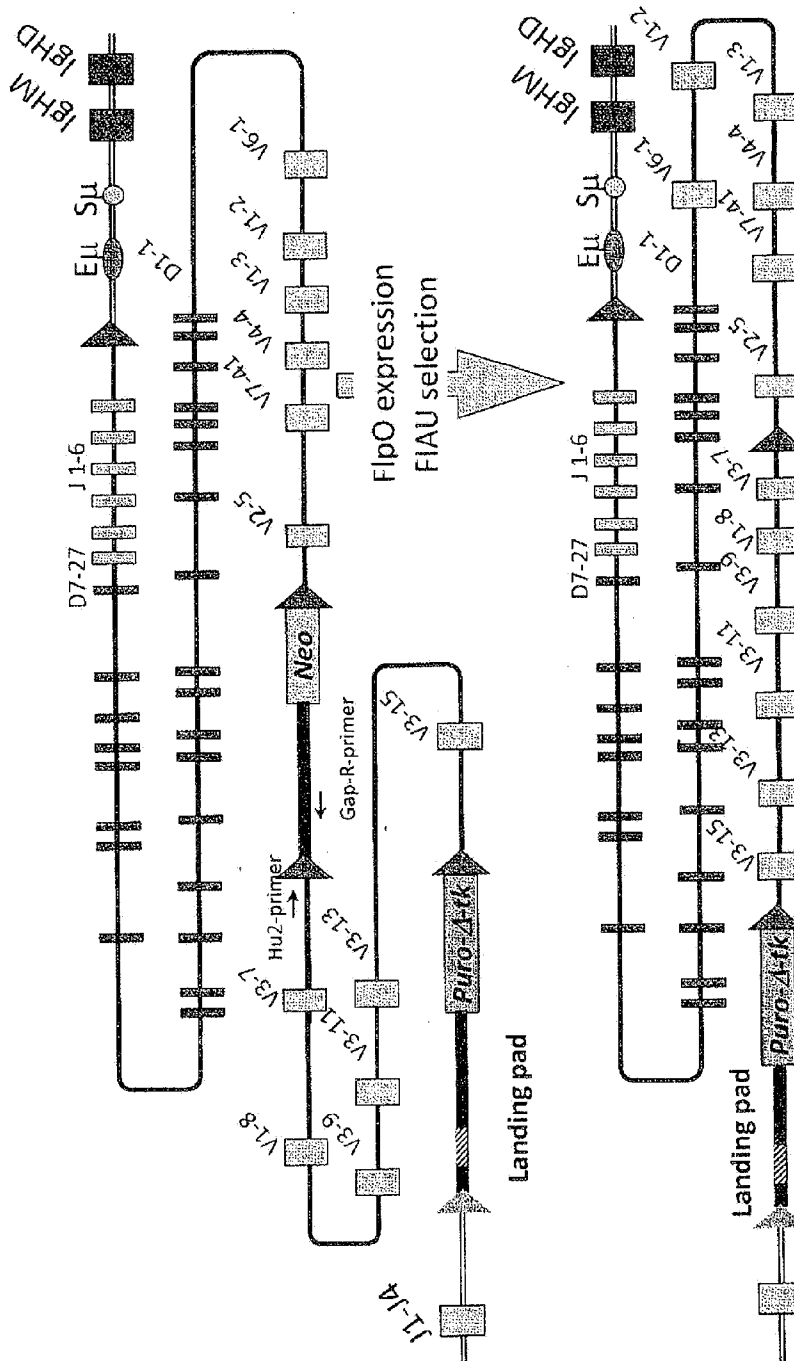 IgHD
IgHM
Sμ
Eμ
J 1-6
D7-27
D1-1
V6-1
V1-2
V1-3
V4-4
V7-41
V2-5
Neo
Gap-R-primer
Hu2-primer
V3-7
V1-8
V3-9
V3-11
V3-13
V3-15
Puro-Δ-tk
Landing pad
J1-J4
FlpO expression
FIAU selection
IgHD
IgHM
Sμ
Eμ
J 1-6
D7-27
D1-1
V6-1
V1-2
V1-3
V4-4
V7-41
V2-5
V3-7
V1-8
V3-9
V3-11
V3-13
V3-15
Puro-Δ-tk
Landing pad